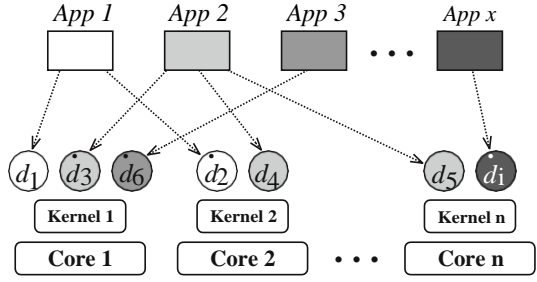 App 1 App 2 App 3 • • • App x
d1 d3 d6 d2 d4 d5 di
Kernel 1 Kernel 2 Kernel n
Core 1 Core 2 • • • Core n